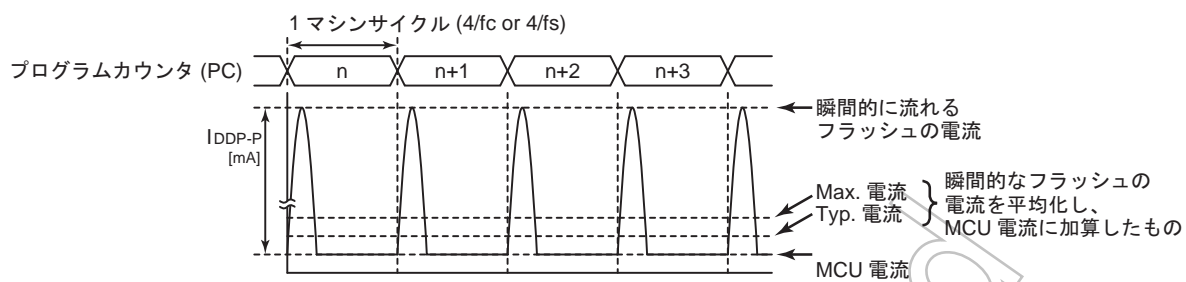 1 マシンサイクル (4/fc or 4/fs)
プログラムカウンタ (PC)
n
n+1
n+2
n+3
瞬間的に流れる
フラッシュの電流
IDDP-P
[mA]
Max. 電流
Typ. 電流
瞬間的なフラッシュの
電流を平均化し、
MCU 電流に加算したもの
MCU 電流